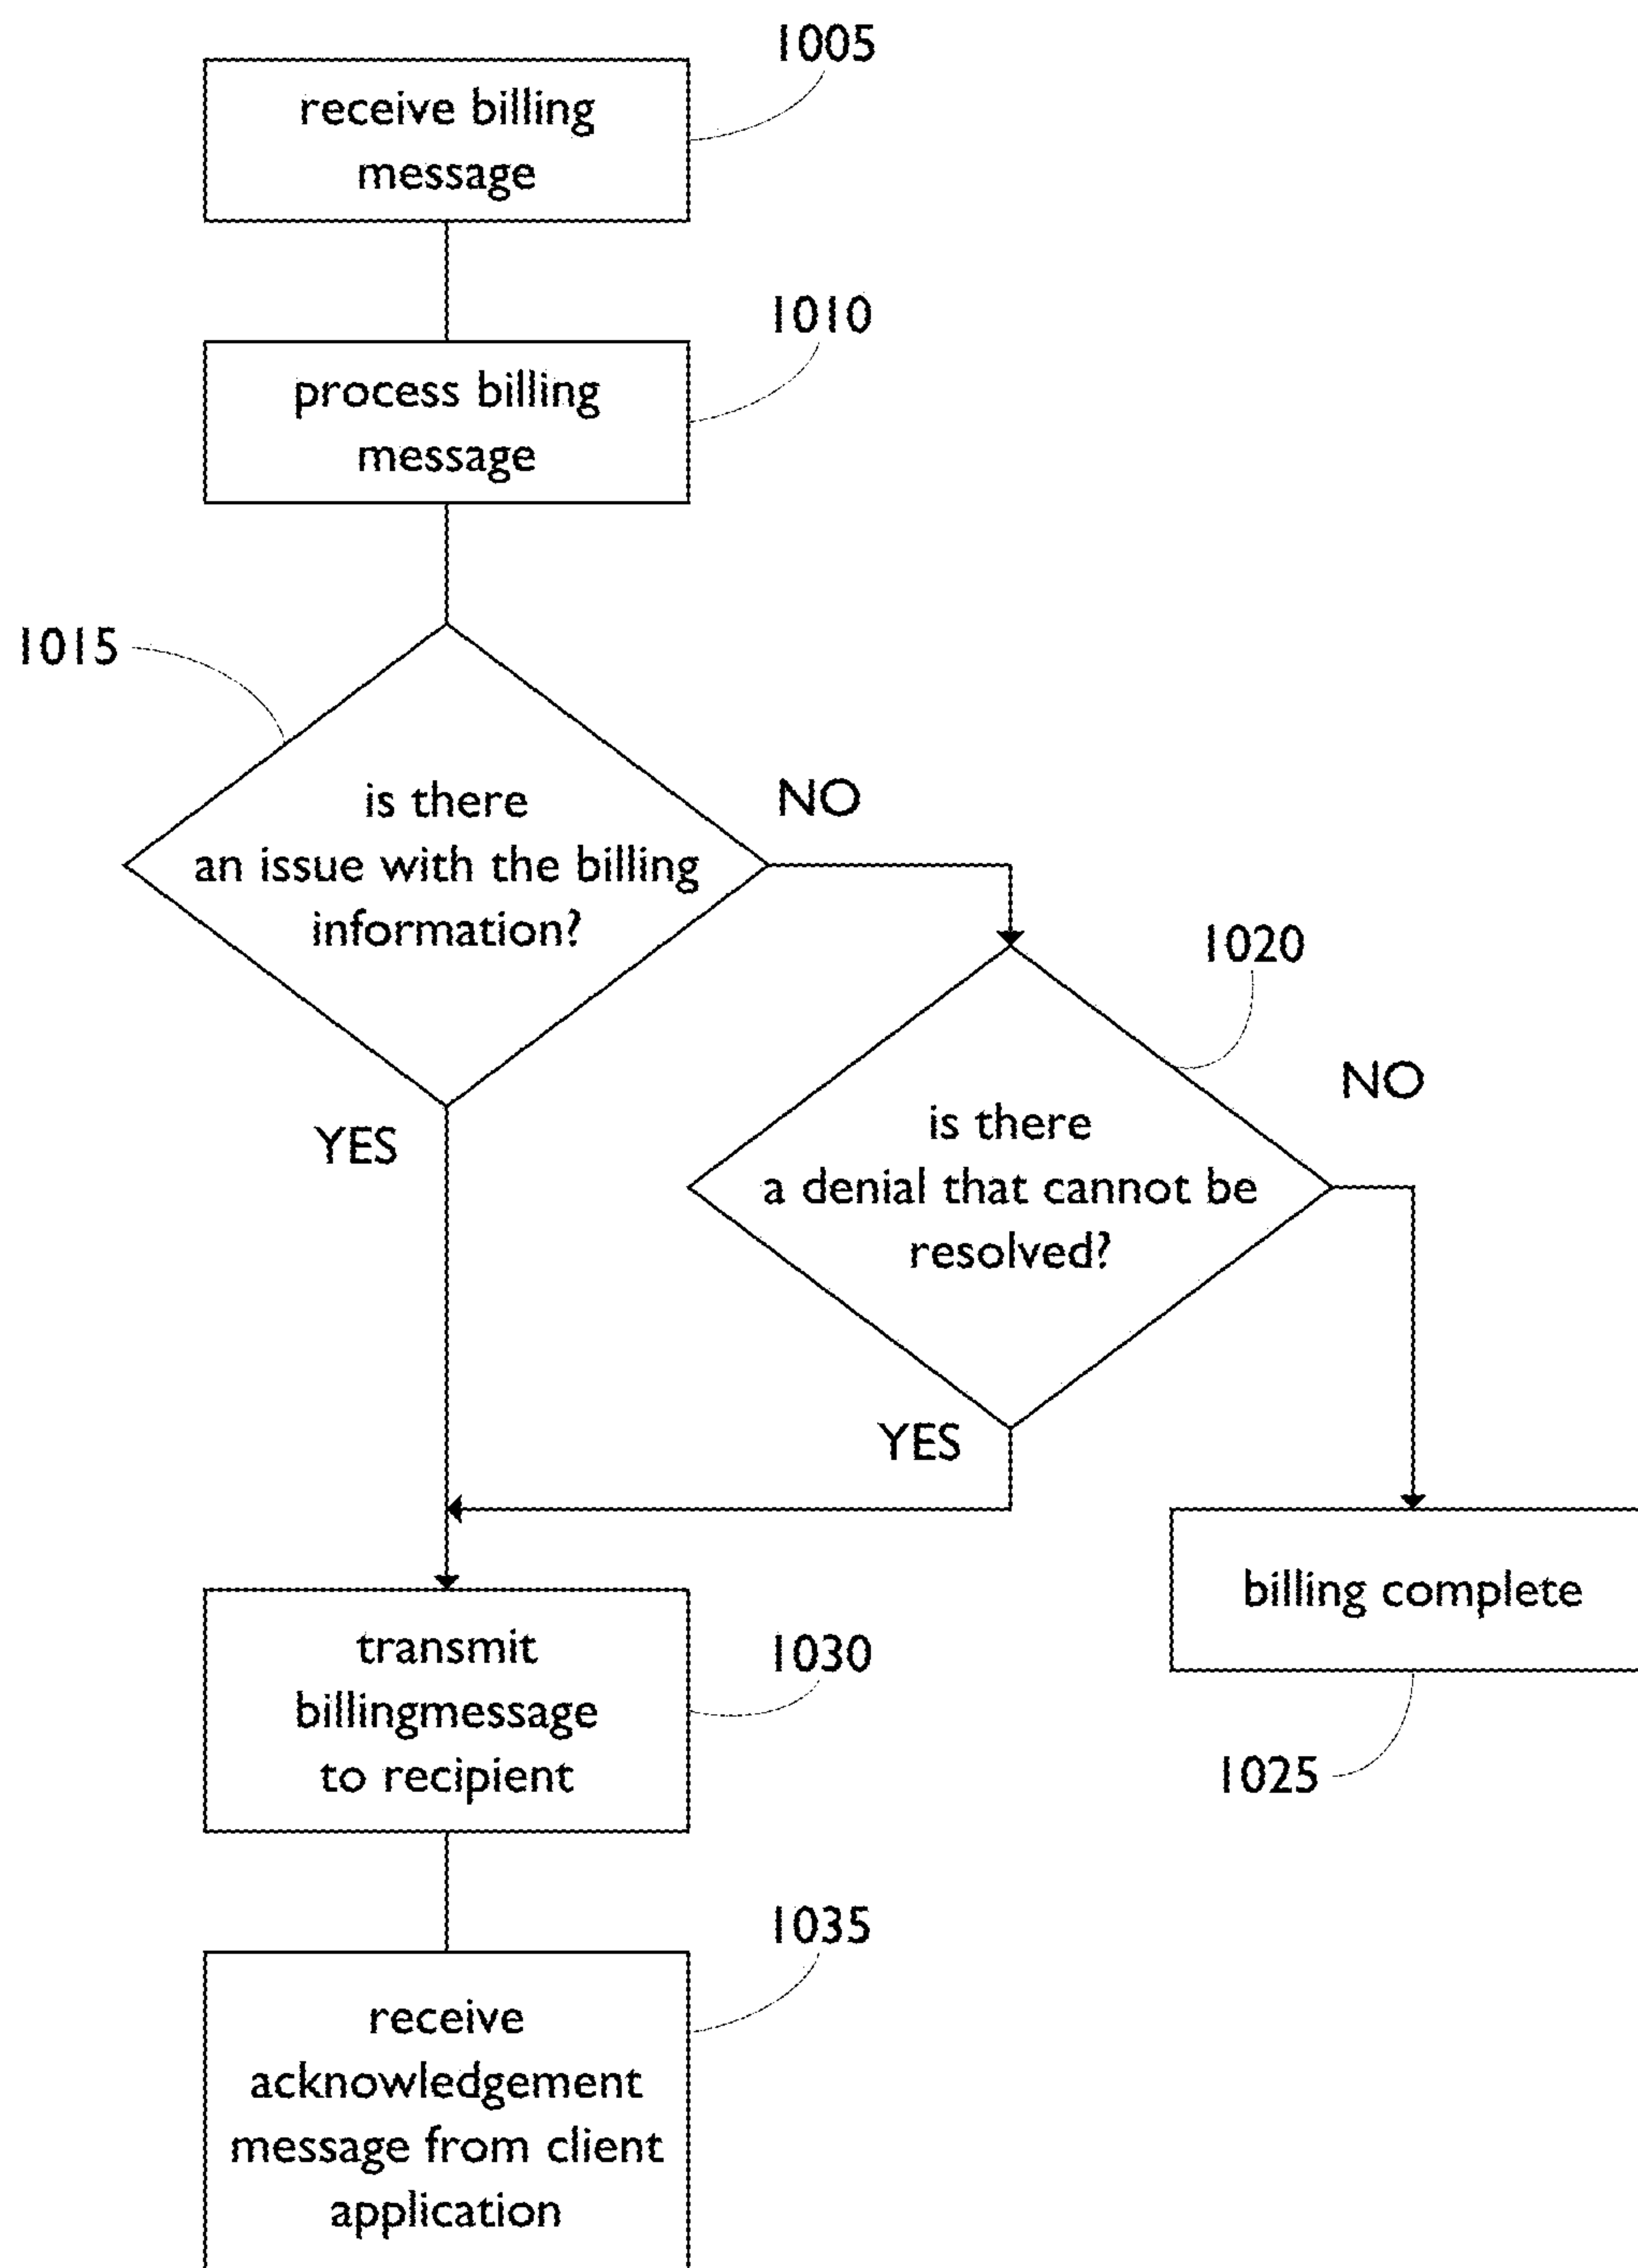 1005
receive billing
message
1010
process billing
message
1015
is there
an issue with the billing
information?
NO
YES
1020
is there
a denial that cannot be
resolved?
NO
YES
billing complete
1025
transmit
billingmessage
to recipient
1030
1035
receive
acknowledgement
message from client
application